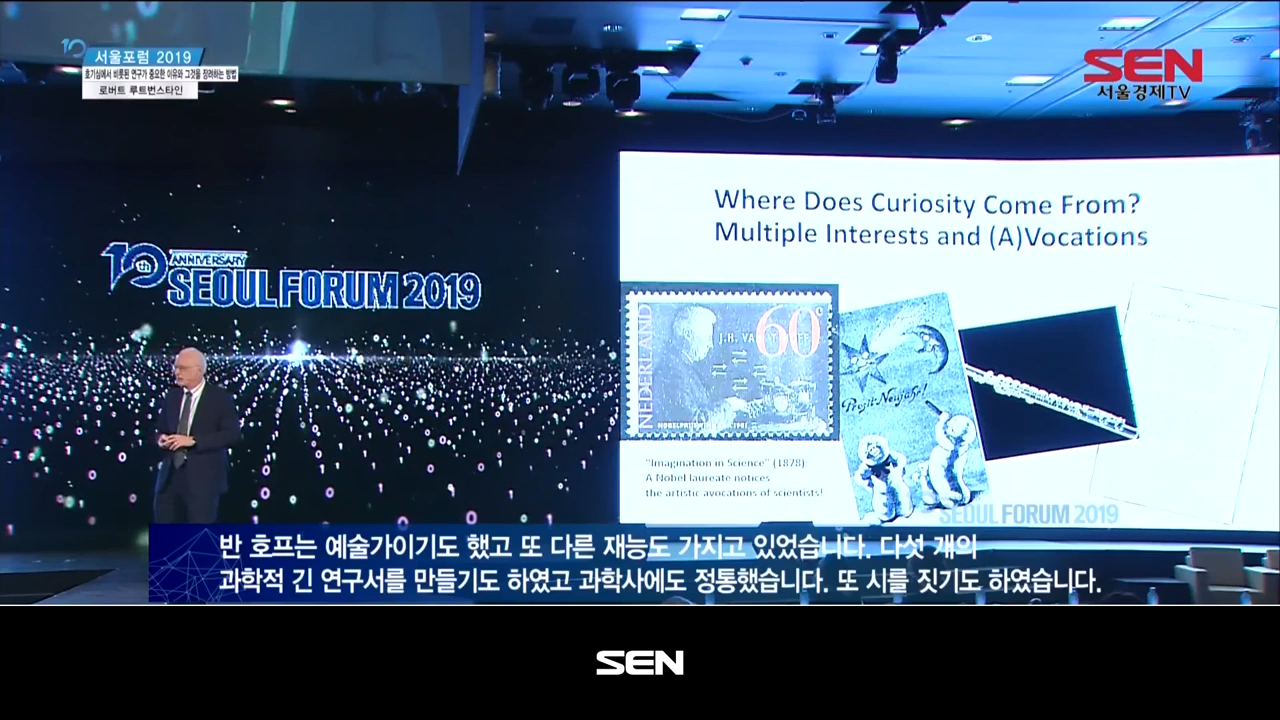 서울포럼 2019
호기심에서 비롯된 연구가 중요한 이유와 그것을 장려하는 방법
로버트 루트번스타인
SEN
서울경제TV
10th ANNIVERSARY
SEOUL FORUM 2019
Where Does Curiosity Come From?
Multiple Interests and (A)Vocations
NEDERLAND
J.H. VAN
60
"Imagination in Science" (1878):
A Nobel laureate notices
the artistic avocations of scientists!
Prosit Neujahr!
SEOUL FORUM 2019
반 호프는 예술가이기도 했고 또 다른 재능도 가지고 있었습니다. 다섯 개의
과학적 긴 연구서를 만들기도 하였고 과학사에도 정통했습니다. 또 시를 짓기도 하였습니다.
SEN